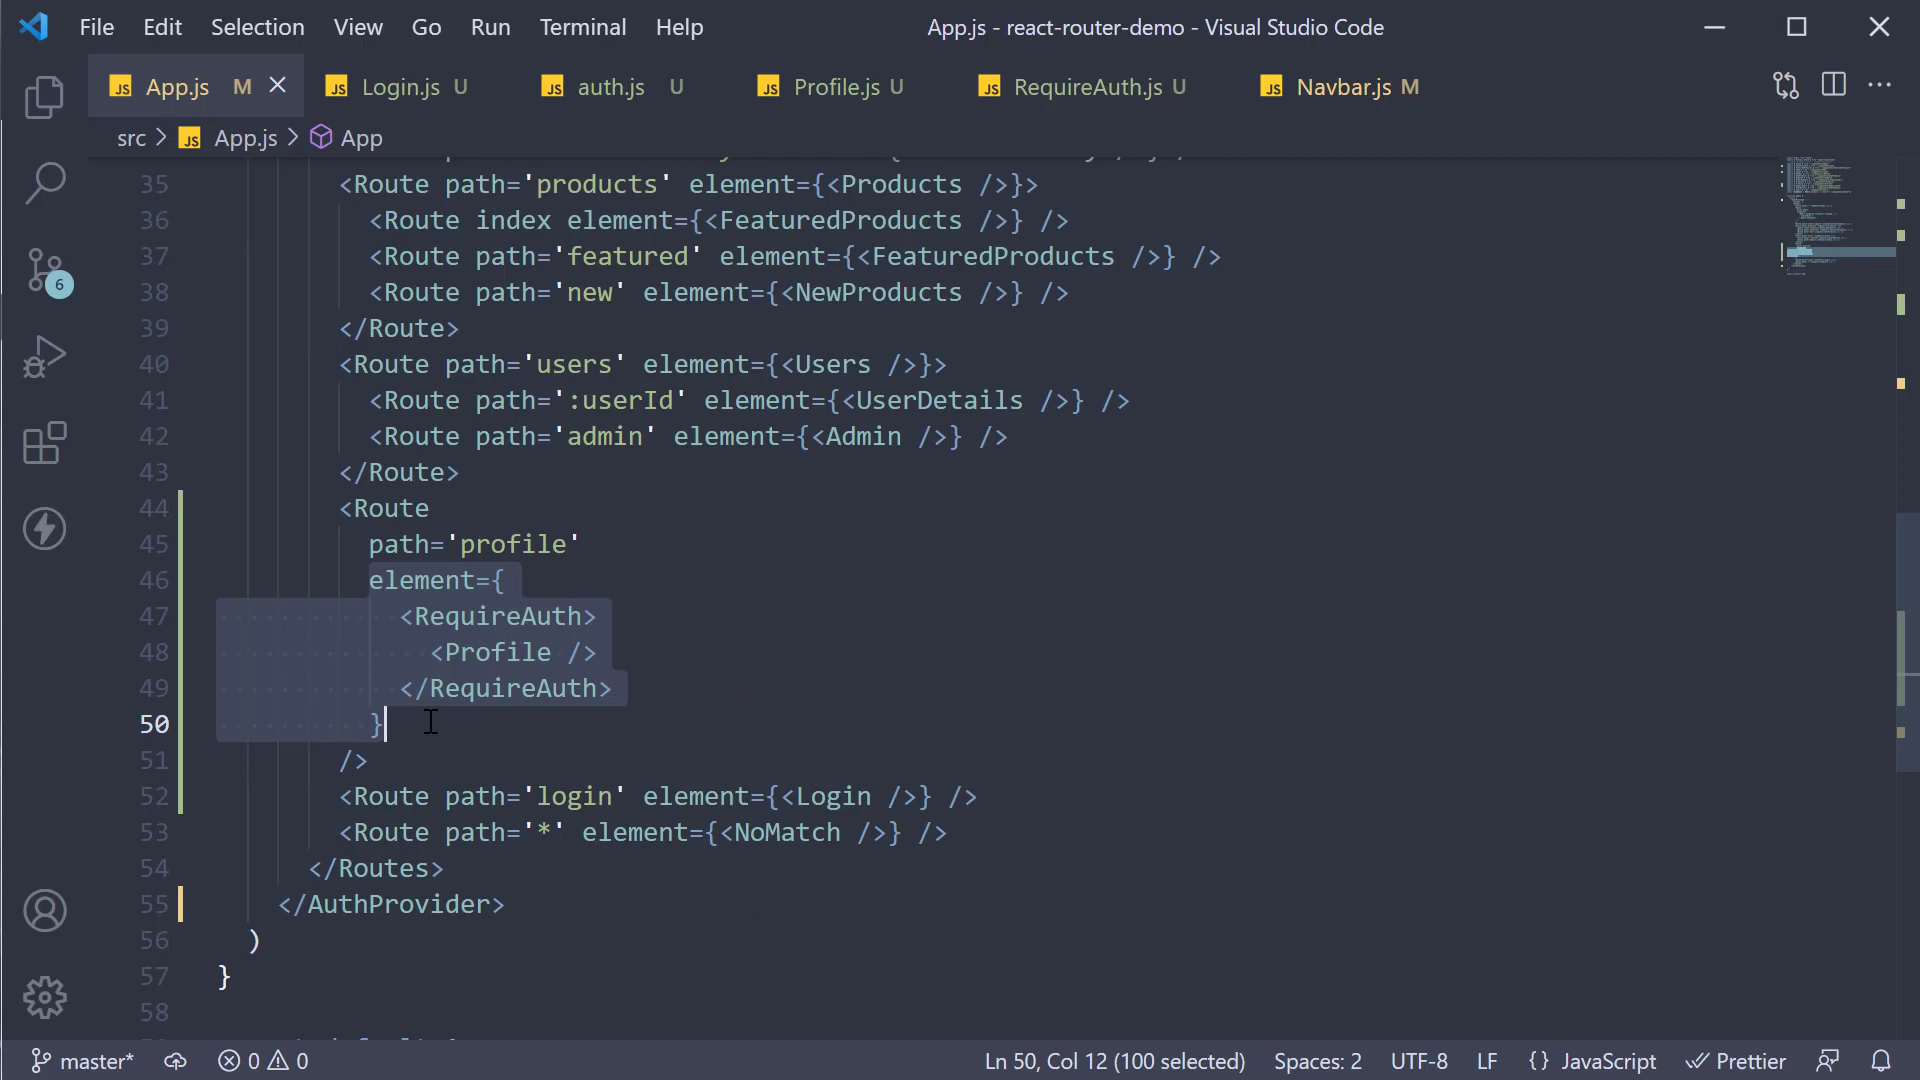 File Edit Selection View Go Run Terminal Help App.js - react-router-demo - Visual Studio Code
JS App.js M JS Login.js U JS auth.js U JS Profile.js U JS RequireAuth.js U JS Navbar.js M
src > JS App.js > App
35 <Route path='products' element={<Products />}>
36 <Route index element={<FeaturedProducts />} />
37 <Route path='featured' element={<FeaturedProducts />} />
38 <Route path='new' element={<NewProducts />} />
39 </Route>
40 <Route path='users' element={<Users />}>
41 <Route path=':userId' element={<UserDetails />} />
42 <Route path='admin' element={<Admin />} />
43 </Route>
44 <Route
45 path='profile'
46 element={
47 <RequireAuth>
48 <Profile />
49 </RequireAuth>
50 }
51 />
52 <Route path='login' element={<Login />} />
53 <Route path='*' element={<NoMatch />} />
54 </Routes>
55 </AuthProvider>
56 )
57 }
58
6
master* 0 0 Ln 50, Col 12 (100 selected) Spaces: 2 UTF-8 LF {} JavaScript Prettier